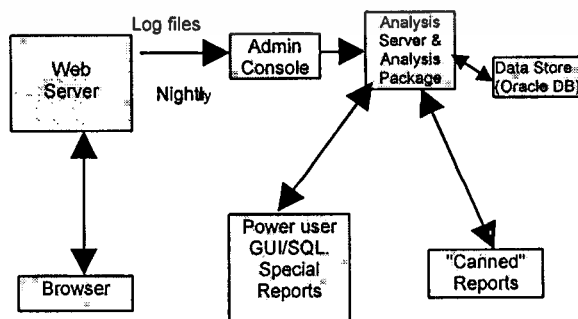 Log files
Web
Server
Nightly
Admin
Console
Analysis
Server &
Analysis
Package
Data Store
(Oracle DB)
Power user
GUI/SQL.
Special
Reports
"Canned"
Reports
Browser